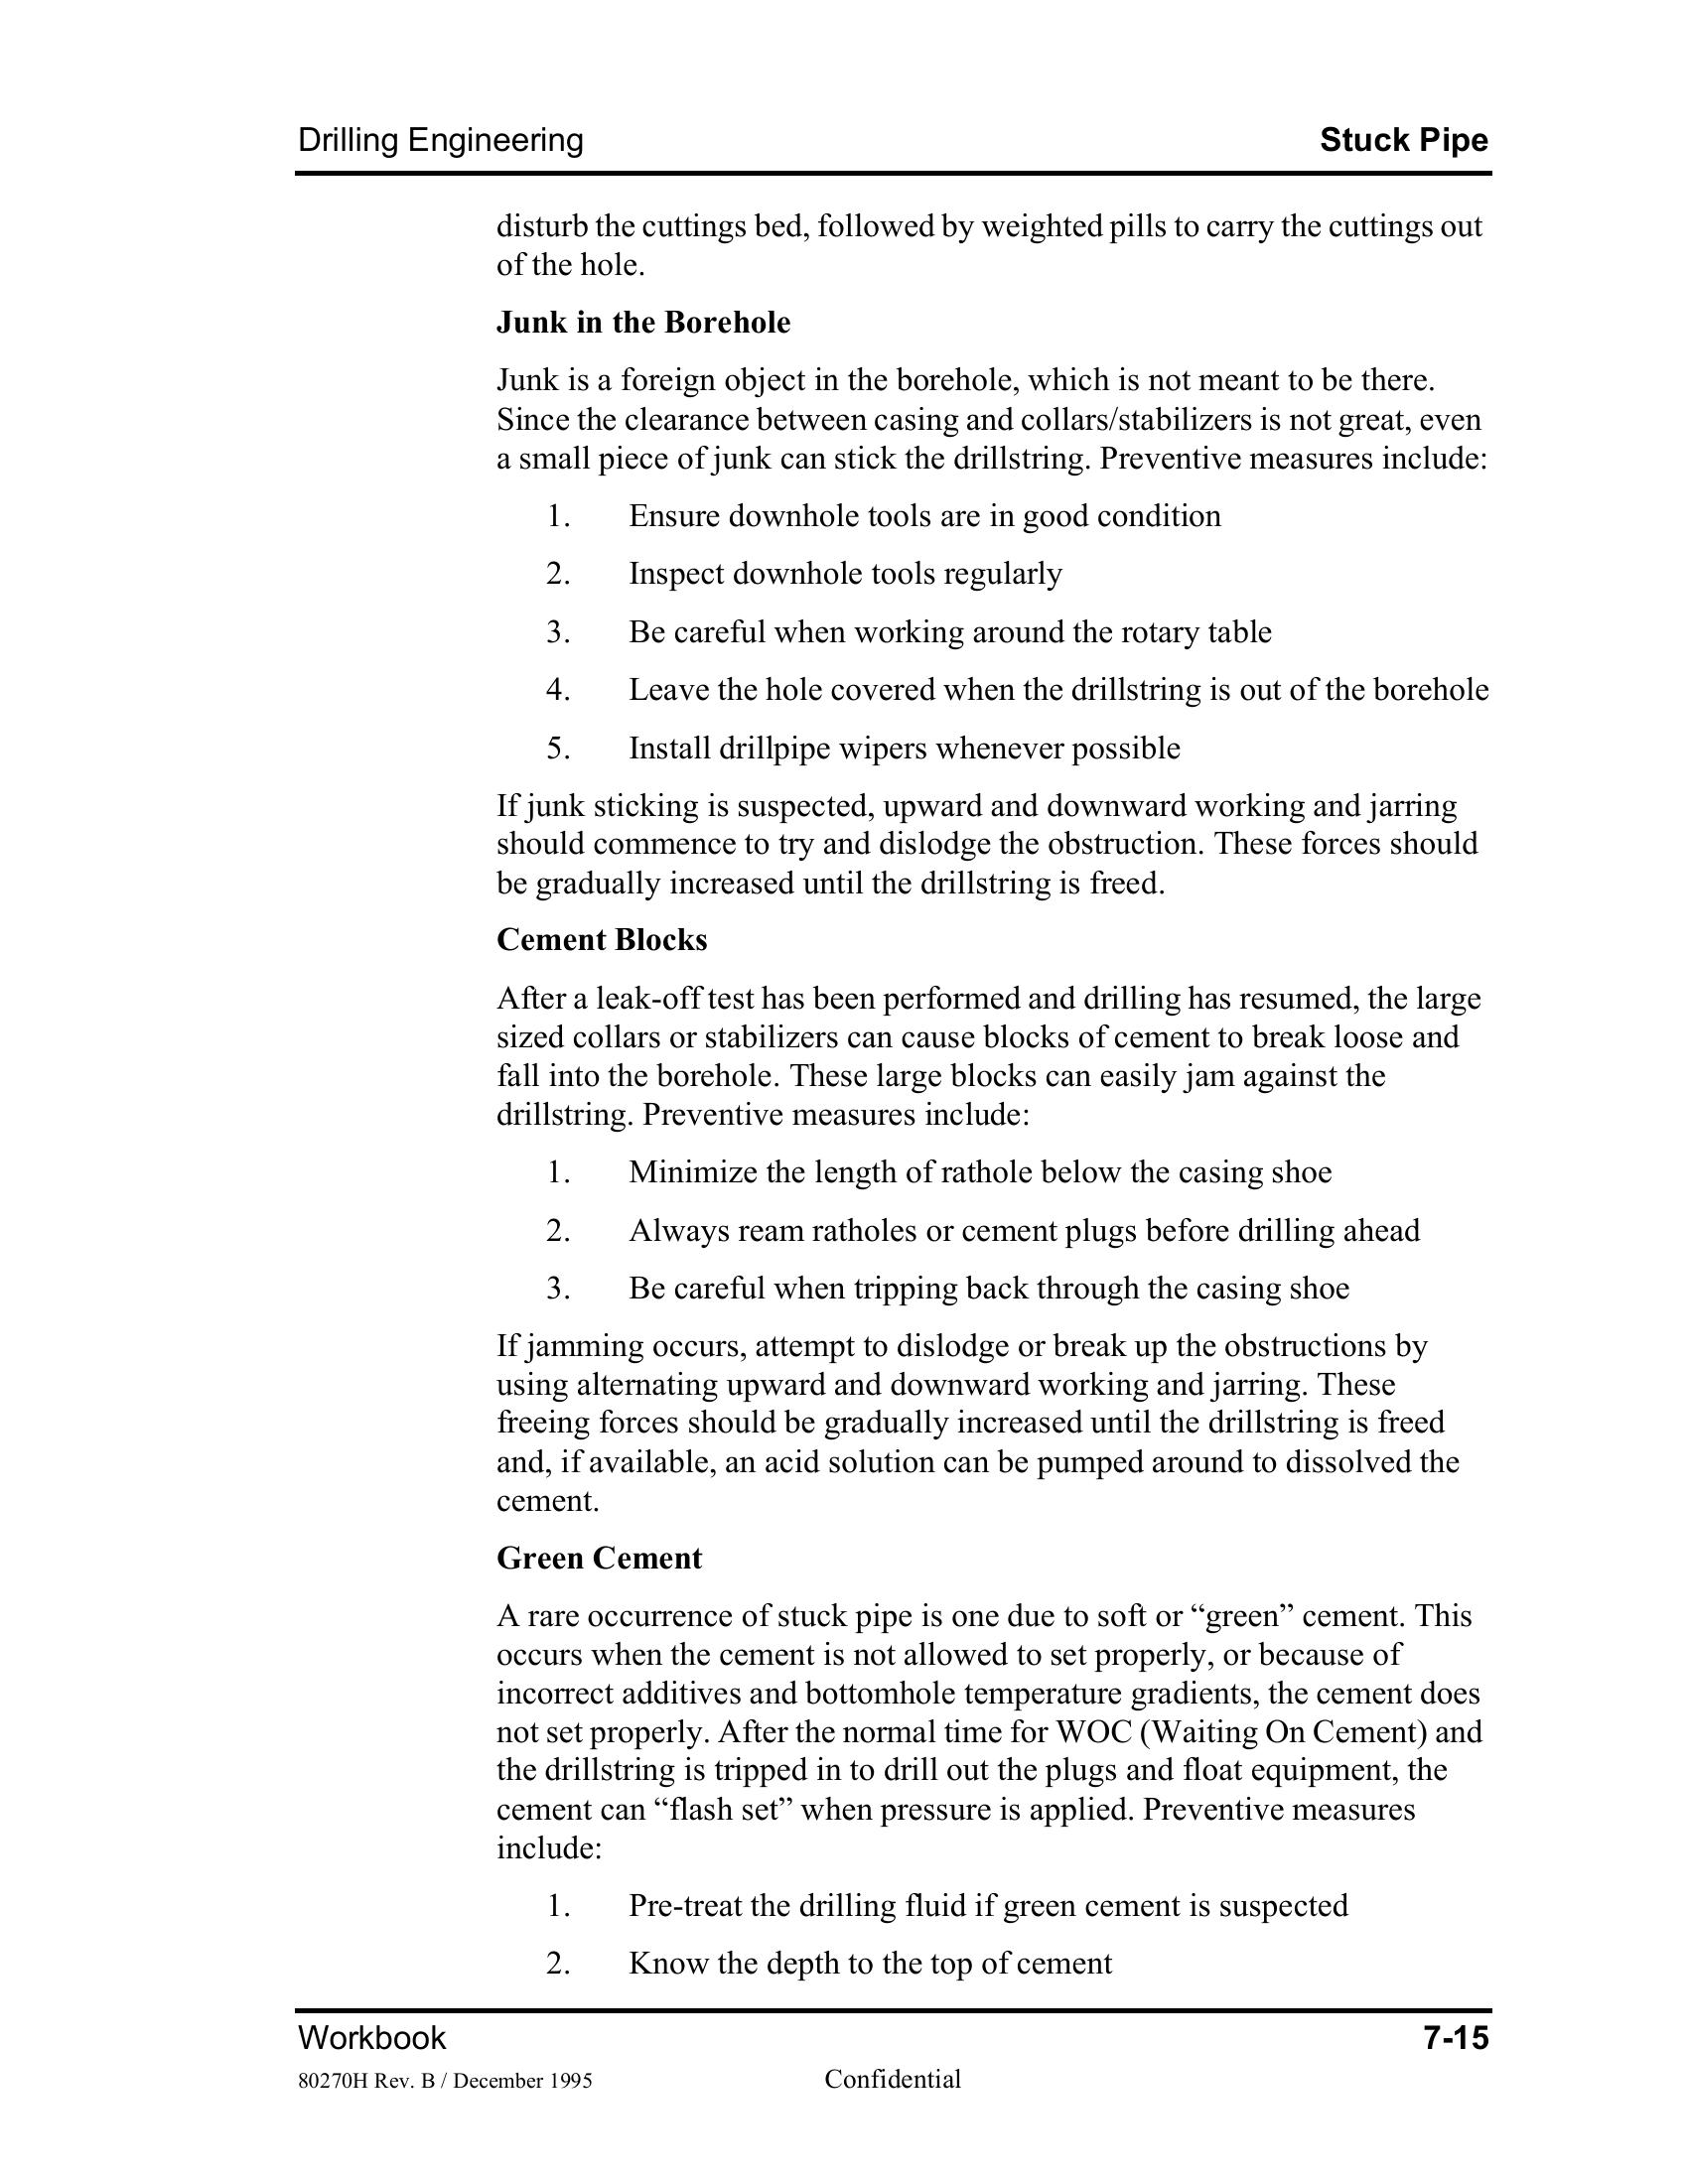 Drilling Engineering Stuck Pipe
disturb the cuttings bed, followed by weighted pills to carry the cuttings out
of the hole.
Junk in the Borehole
Junk is a foreign object in the borehole, which is not meant to be there.
Since the clearance between casing and collars/stabilizers is not great, even
a small piece of junk can stick the drillstring. Preventive measures include:
1. Ensure downhole tools are in good condition
2. Inspect downhole tools regularly
3. Be careful when working around the rotary table
4. Leave the hole covered when the drillstring is out of the borehole
5. Install drillpipe wipers whenever possible
If junk sticking is suspected, upward and downward working and jarring
should commence to try and dislodge the obstruction. These forces should
be gradually increased until the drillstring is freed.
Cement Blocks
After a leak-off test has been performed and drilling has resumed, the large
sized collars or stabilizers can cause blocks of cement to break loose and
fall into the borehole. These large blocks can easily jam against the
drillstring. Preventive measures include:
1. Minimize the length of rathole below the casing shoe
2. Always ream ratholes or cement plugs before drilling ahead
3. Be careful when tripping back through the casing shoe
If jamming occurs, attempt to dislodge or break up the obstructions by
using alternating upward and downward working and jarring. These
freeing forces should be gradually increased until the drillstring is freed
and, if available, an acid solution can be pumped around to dissolved the
cement.
Green Cement
A rare occurrence of stuck pipe is one due to soft or “green” cement. This
occurs when the cement is not allowed to set properly, or because of
incorrect additives and bottomhole temperature gradients, the cement does
not set properly. After the normal time for WOC (Waiting On Cement) and
the drillstring is tripped in to drill out the plugs and float equipment, the
cement can “flash set” when pressure is applied. Preventive measures
include:
1. Pre-treat the drilling fluid if green cement is suspected
2. Know the depth to the top of cement
Workbook 7-15
80270H Rev. B / December 1995 Confidential